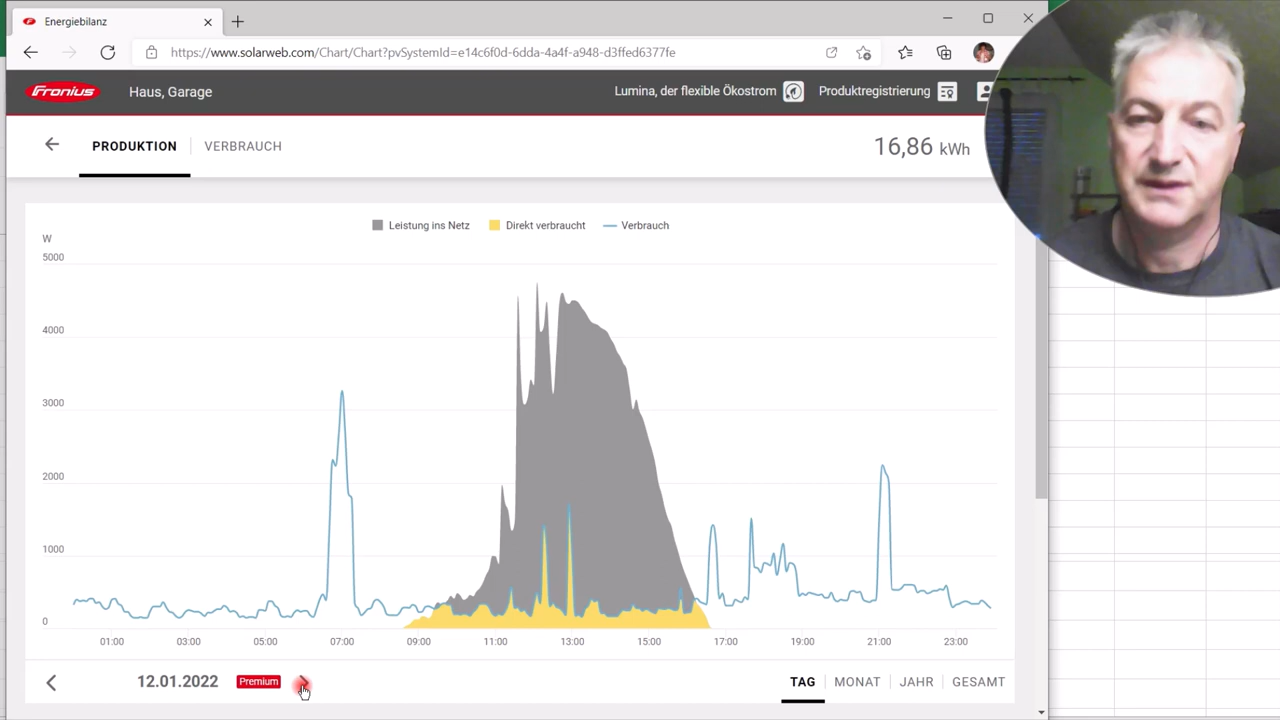 Energiebilanz
https://www.solarweb.com/Chart/Chart?pvSystemId=e14c6f0d-6dda-4a4f-a948-d3ffed6377fe
Fronius
Haus, Garage
Lumina, der flexible Ökostrom
Produktregistrierung
PRODUKTION
VERBRAUCH
16,86 kWh
Leistung ins Netz
Direkt verbraucht
Verbrauch
W
5000
4000
3000
2000
1000
0
01:00
03:00
05:00
07:00
09:00
11:00
13:00
15:00
17:00
19:00
21:00
23:00
12.01.2022
Premium
TAG
MONAT
JAHR
GESAMT